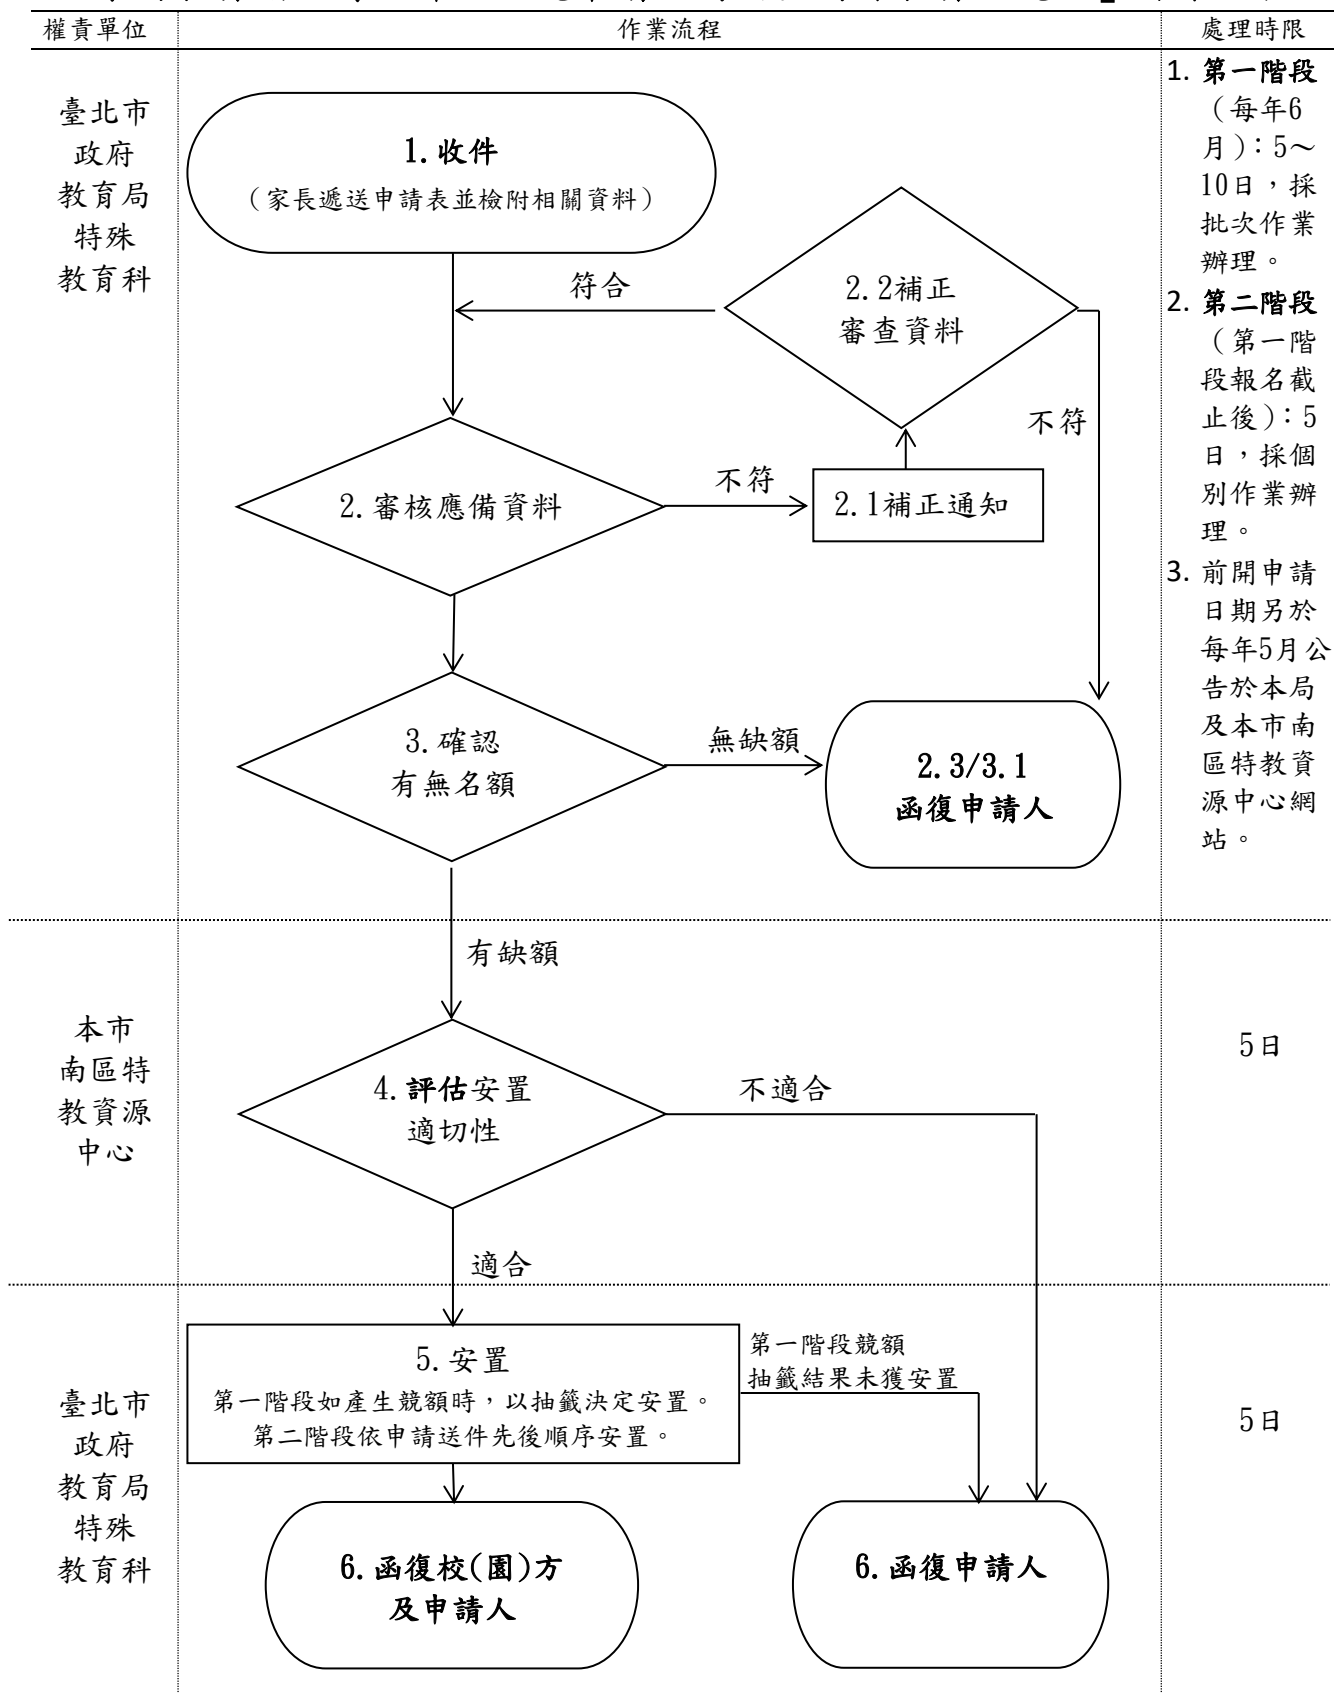 權責單位
作業流程
處理時限
臺北市
政府
教育局
特殊
教育科
1.收件
（家長遞送申請表並檢附相關資料）
符合
2.2補正
審查資料
不符
2.審核應備資料
不符
2.1補正通知
3.確認
有無名額
無缺額
2.3/3.1
函復申請人
1. 第一階段
（每年6
月）：5～
10日，採
批次作業
辦理。
2. 第二階段
（第一階
段報名截
止後）：5
日，採個
別作業辦
理。
3. 前開申請
日期另於
每年5月公
告於本局
及本市南
區特教資
源中心網
站。
有缺額
本市
南區特
教資源
中心
4.評估安置
適切性
不適合
5日
適合
臺北市
政府
教育局
特殊
教育科
5.安置
第一階段如產生競額時，以抽籤決定安置。
第二階段依申請送件先後順序安置。
第一階段競額
抽籤結果未獲安置
5日
6.函復校(園)方
及申請人
6.函復申請人